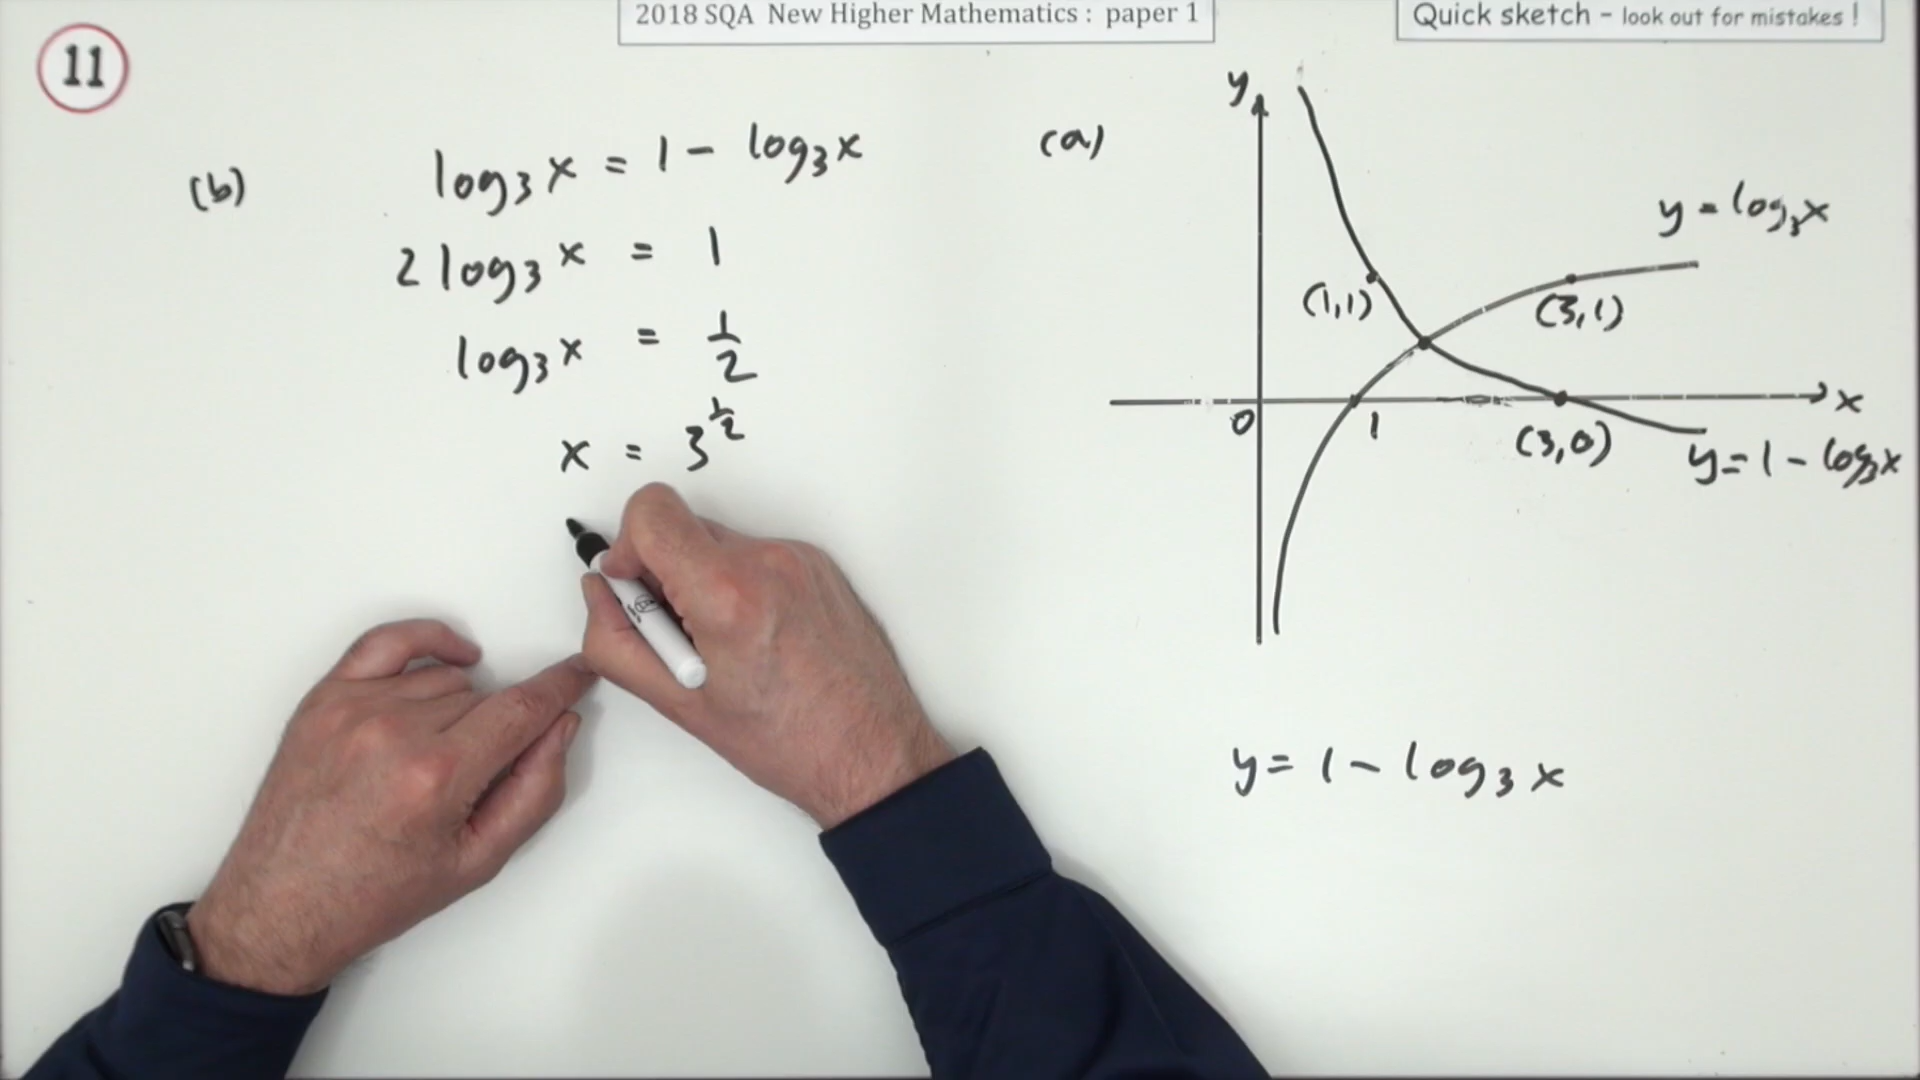 2018 SQA New Higher Mathematics : paper 1
Quick sketch - look out for mistakes !
11
(b)
log₃x = 1 - log₃x
2 log₃x = 1
log₃x = 1/2
x = 3^(1/2)
(a)
y
y = log₃x
(1,1)
(3,1)
x
0
1
(3,0)
y = 1 - log₃x
y = 1 - log₃ x